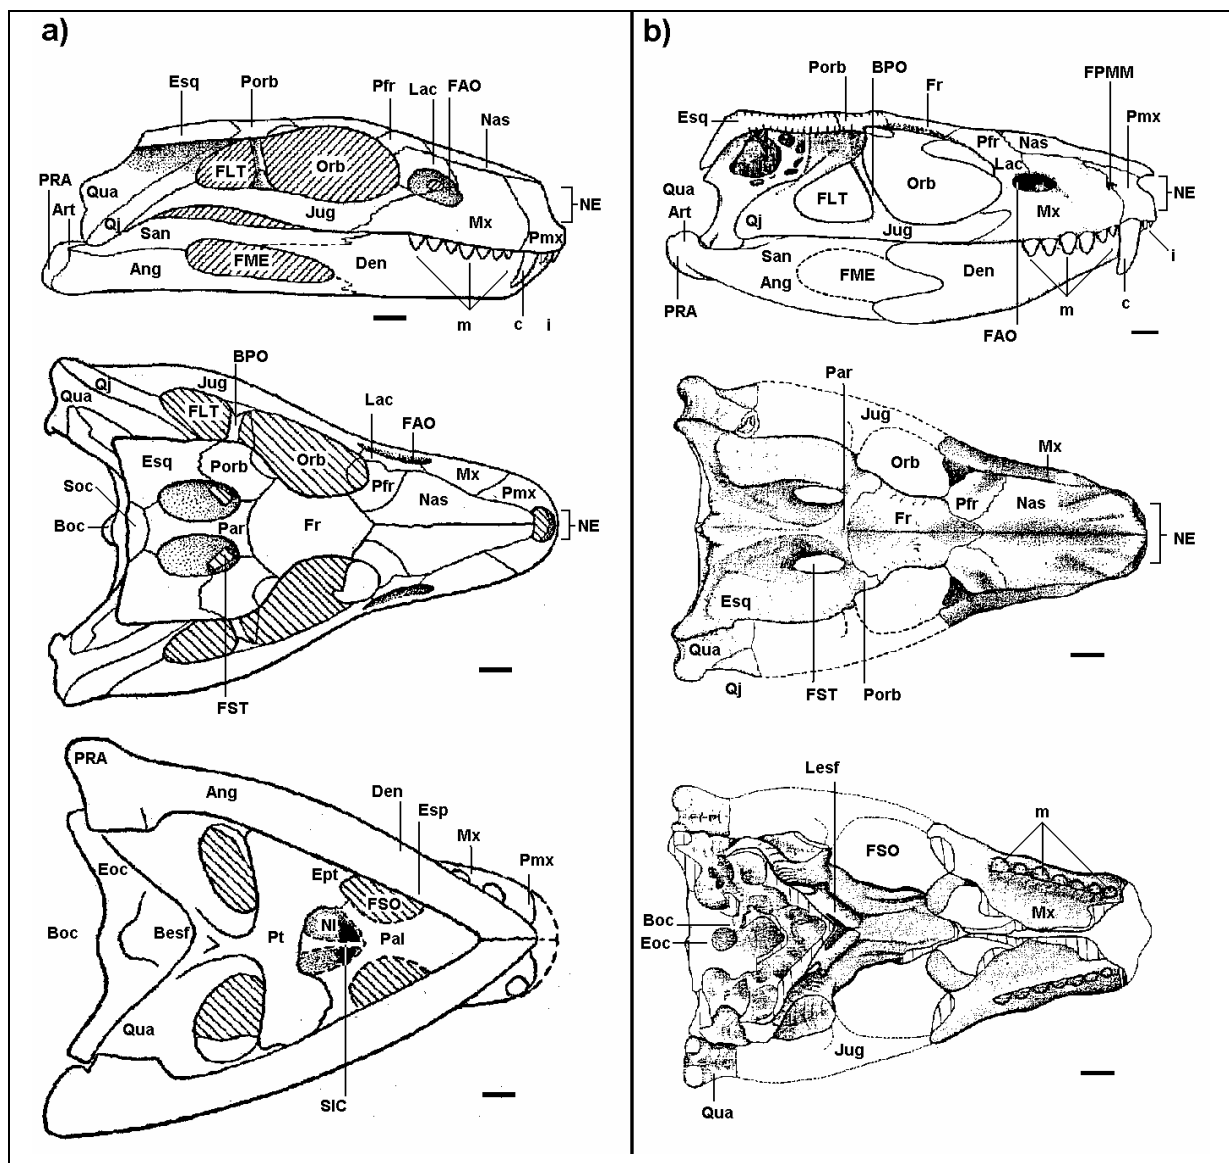 a)
Esq
Porb
Pfr
Lac
FAO
Nas
PRA
Art
Qua
FLT
Orb
NE
Qj
San
Jug
Mx
Pmx
Ang
FME
Den
m
c
i
BPO
Qua
Qj
Jug
FLT
Lac
FAO
Esq
Porb
Orb
Mx
Soc
Pfr
Nas
Pmx
Boc
Par
Fr
NE
FST
PRA
Ang
Den
Esp
Mx
Pmx
Eoc
Ept
FSO
Boc
Besf
Pt
NI
Pal
Qua
SIC
b)
Porb
BPO
FPMM
Esq
Fr
Pmx
Pfr
Nas
Lac
Qua
Orb
NE
Art
FLT
Mx
Qj
Jug
San
i
FME
Den
Ang
PRA
m
c
FAO
Par
Jug
Orb
Mx
Pfr
Nas
Fr
NE
Esq
Qua
Qj
FST
Porb
Lesf
m
FSO
Boc
Mx
Eoc
Jug
Qua